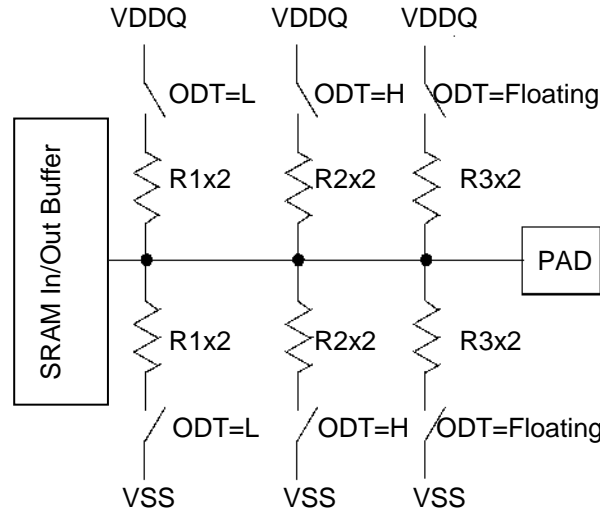 VDDQ VDDQ VDDQ
ODT=L ODT=H ODT=Floating
R1x2 R2x2 R3x2
SRAM In/Out Buffer
PAD
R1x2 R2x2 R3x2
ODT=L ODT=H ODT=Floating
VSS VSS VSS